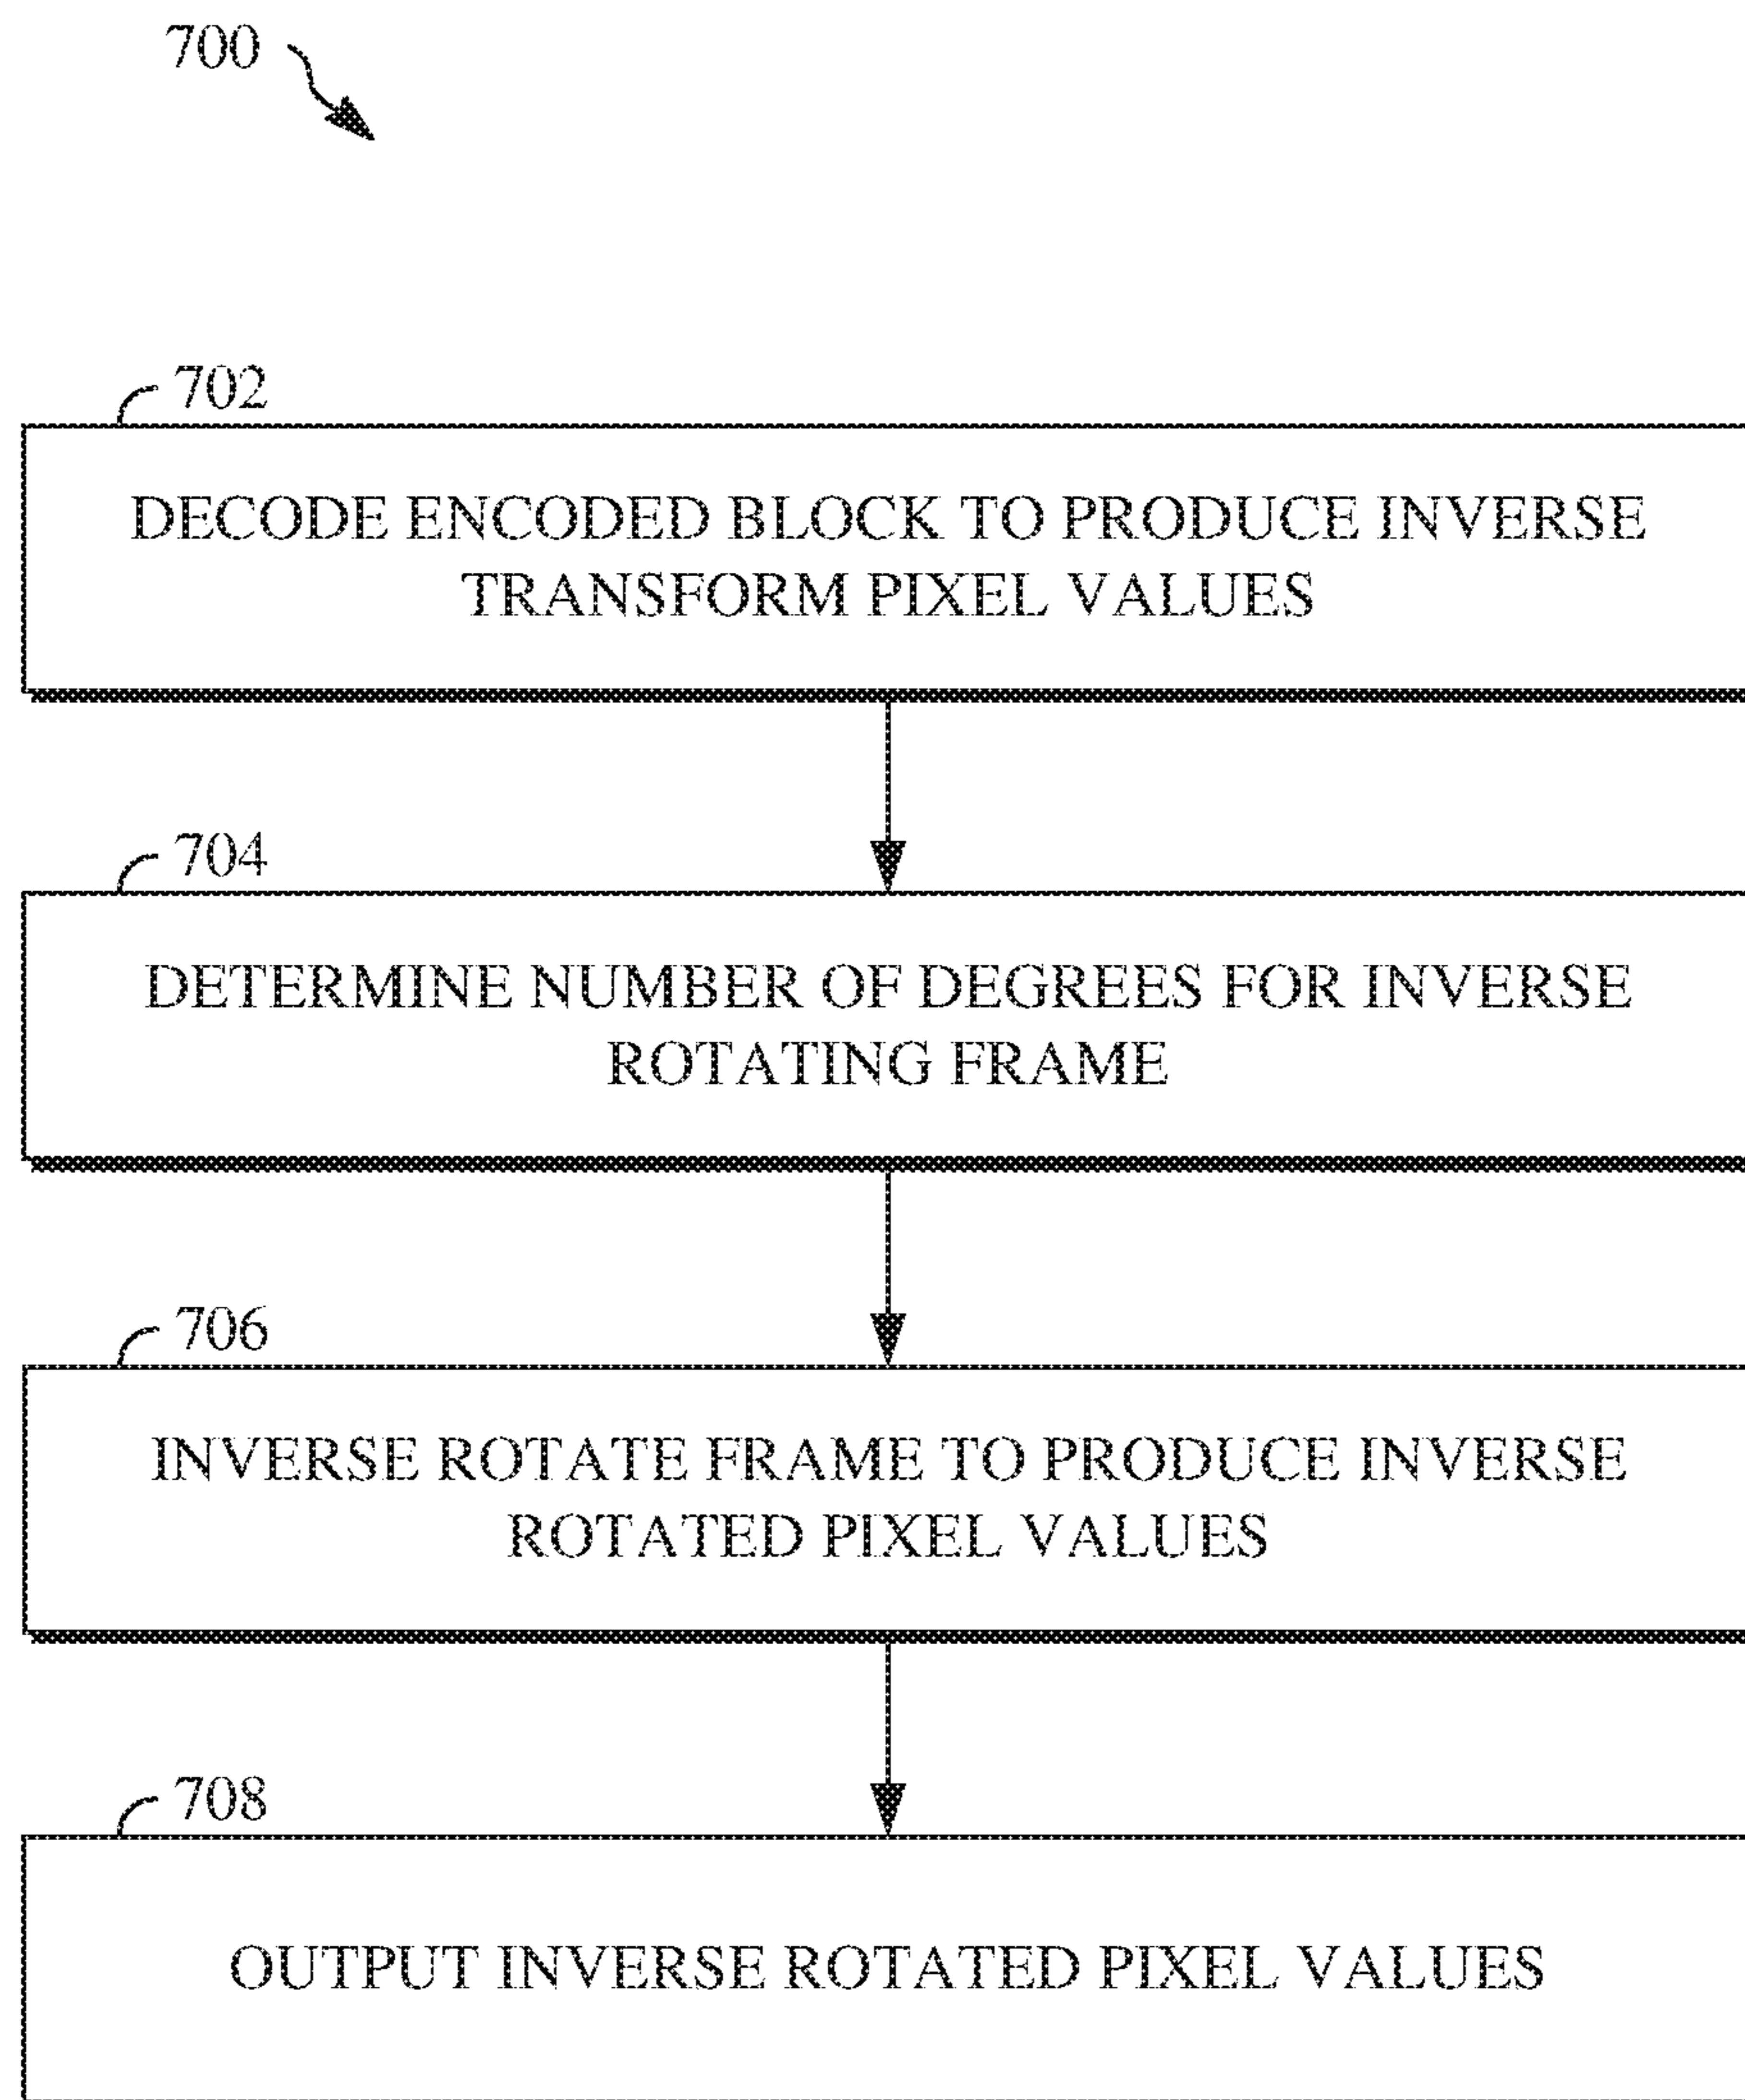 700
702
DECODE ENCODED BLOCK TO PRODUCE INVERSE
TRANSFORM PIXEL VALUES
704
DETERMINE NUMBER OF DEGREES FOR INVERSE
ROTATING FRAME
706
INVERSE ROTATE FRAME TO PRODUCE INVERSE
ROTATED PIXEL VALUES
708
OUTPUT INVERSE ROTATED PIXEL VALUES